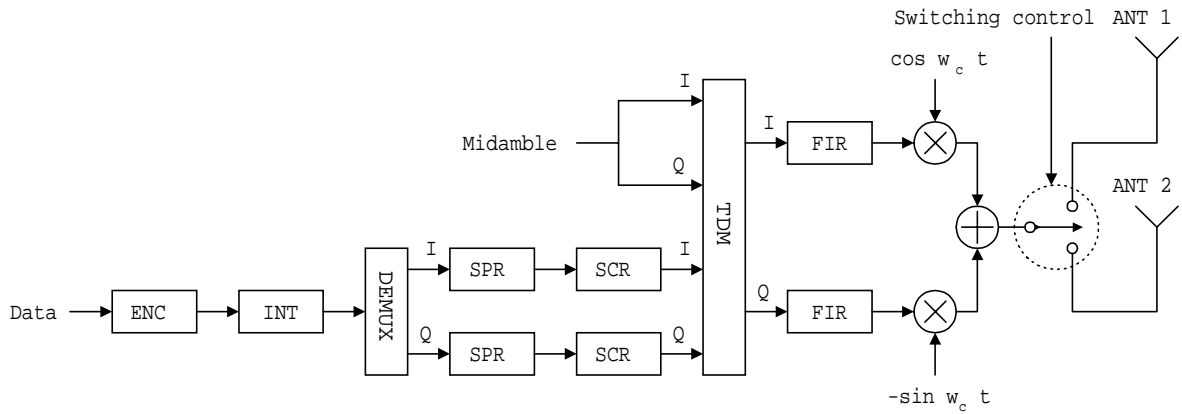 Switching control ANT 1
cos w c t
I
Midamble
I
FIR
Q
ANT 2
TDM
I
I
SPR
SCR
DEMUX
Data
ENC
INT
Q
FIR
Q
Q
SPR
SCR
-sin w c t